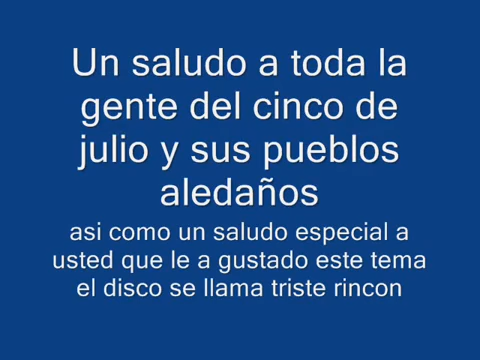 Un saludo a toda la
gente del cinco de
julio y sus pueblos
aledaños
asi como un saludo especial a
usted que le a gustado este tema
el disco se llama triste rincon